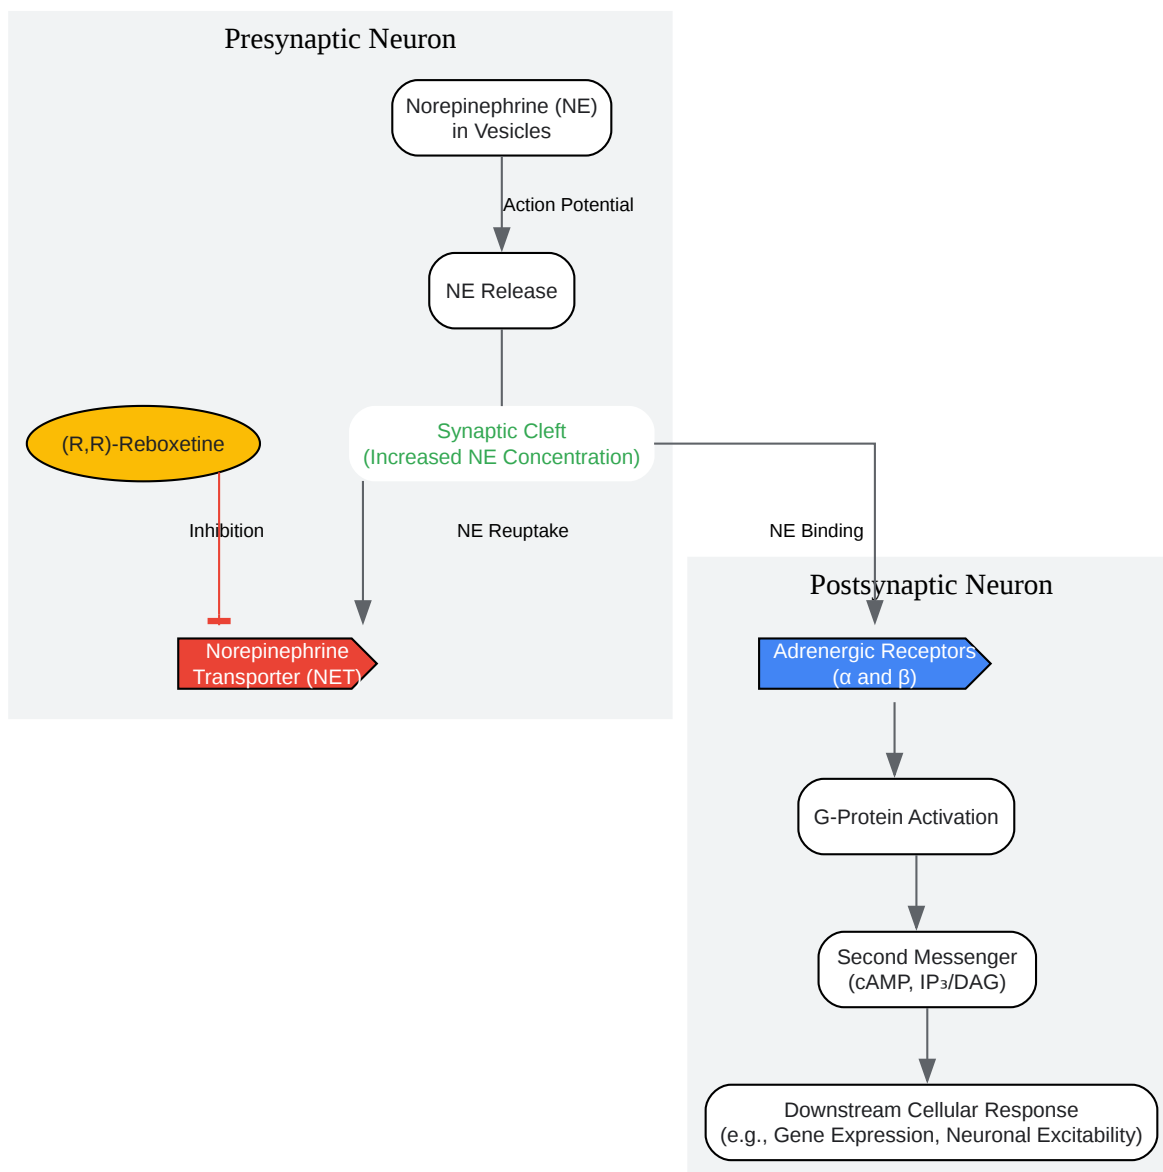 Presynaptic Neuron
Norepinephrine (NE)
in Vesicles
Action Potential
NE Release
(R,R)-Reboxetine
Synaptic Cleft
(Increased NE Concentration)
Inhibition
NE Reuptake
NE Binding
Postsynaptic Neuron
Norepinephrine
Transporter (NET)
Adrenergic Receptors
(α and β)
G-Protein Activation
Second Messenger
(cAMP, IP₃/DAG)
Downstream Cellular Response
(e.g., Gene Expression, Neuronal Excitability)